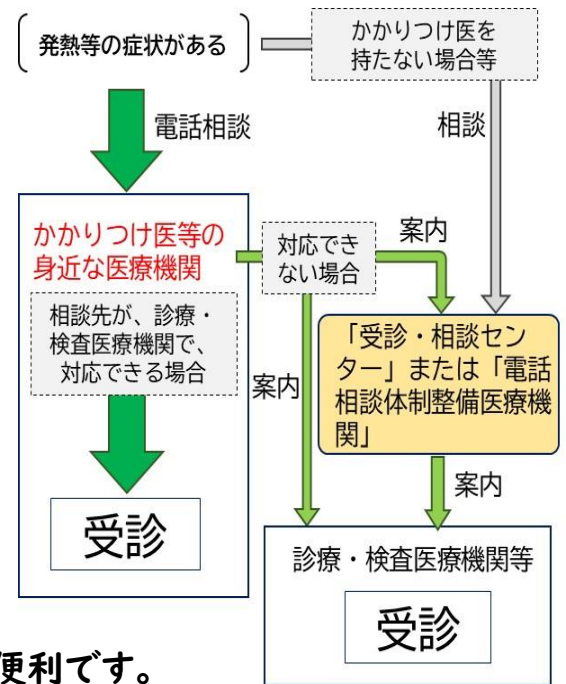 発熱等の症状がある
かかりつけ医を
持たない場合等
電話相談
相談
かかりつけ医等の
身近な医療機関
対応でき
ない場合
案内
相談先が、診療・
検査医療機関で、
対応できる場合
案内
「受診・相談セン
ター」または「電話
相談体制整備医療機
関」
案内
受診
診療・検査医療機関等
受診
便利です。